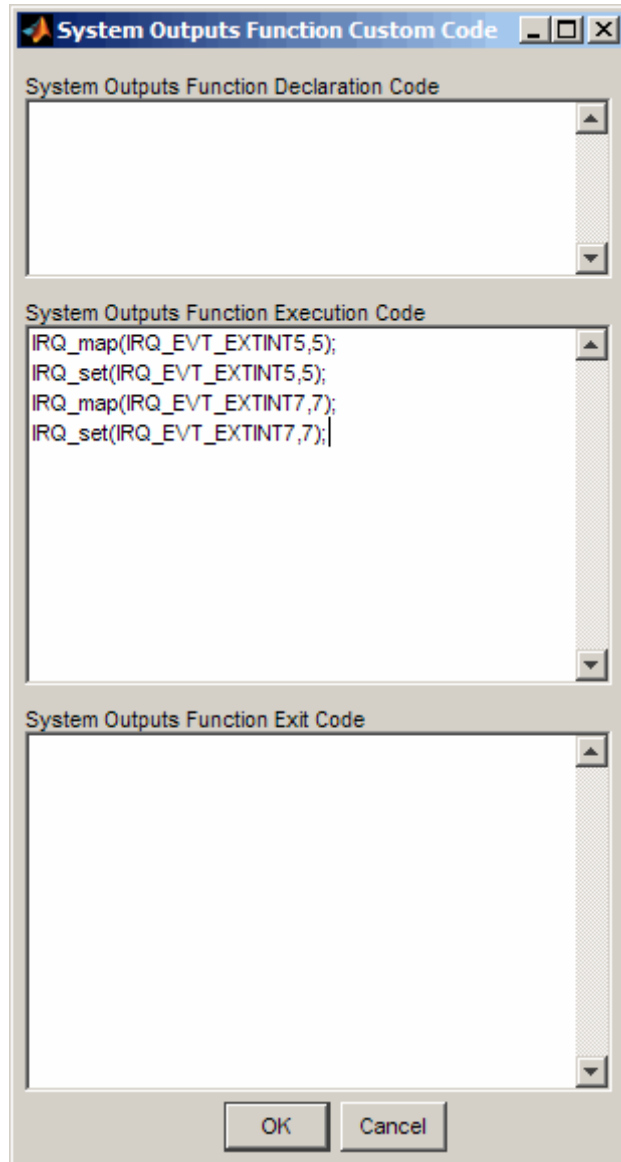 System Outputs Function Custom Code
System Outputs Function Declaration Code
System Outputs Function Execution Code
IRQ_map(IRQ_EVT_EXTINT5,5);
IRQ_set(IRQ_EVT_EXTINT5,5);
IRQ_map(IRQ_EVT_EXTINT7,7);
IRQ_set(IRQ_EVT_EXTINT7,7);
System Outputs Function Exit Code
OK Cancel